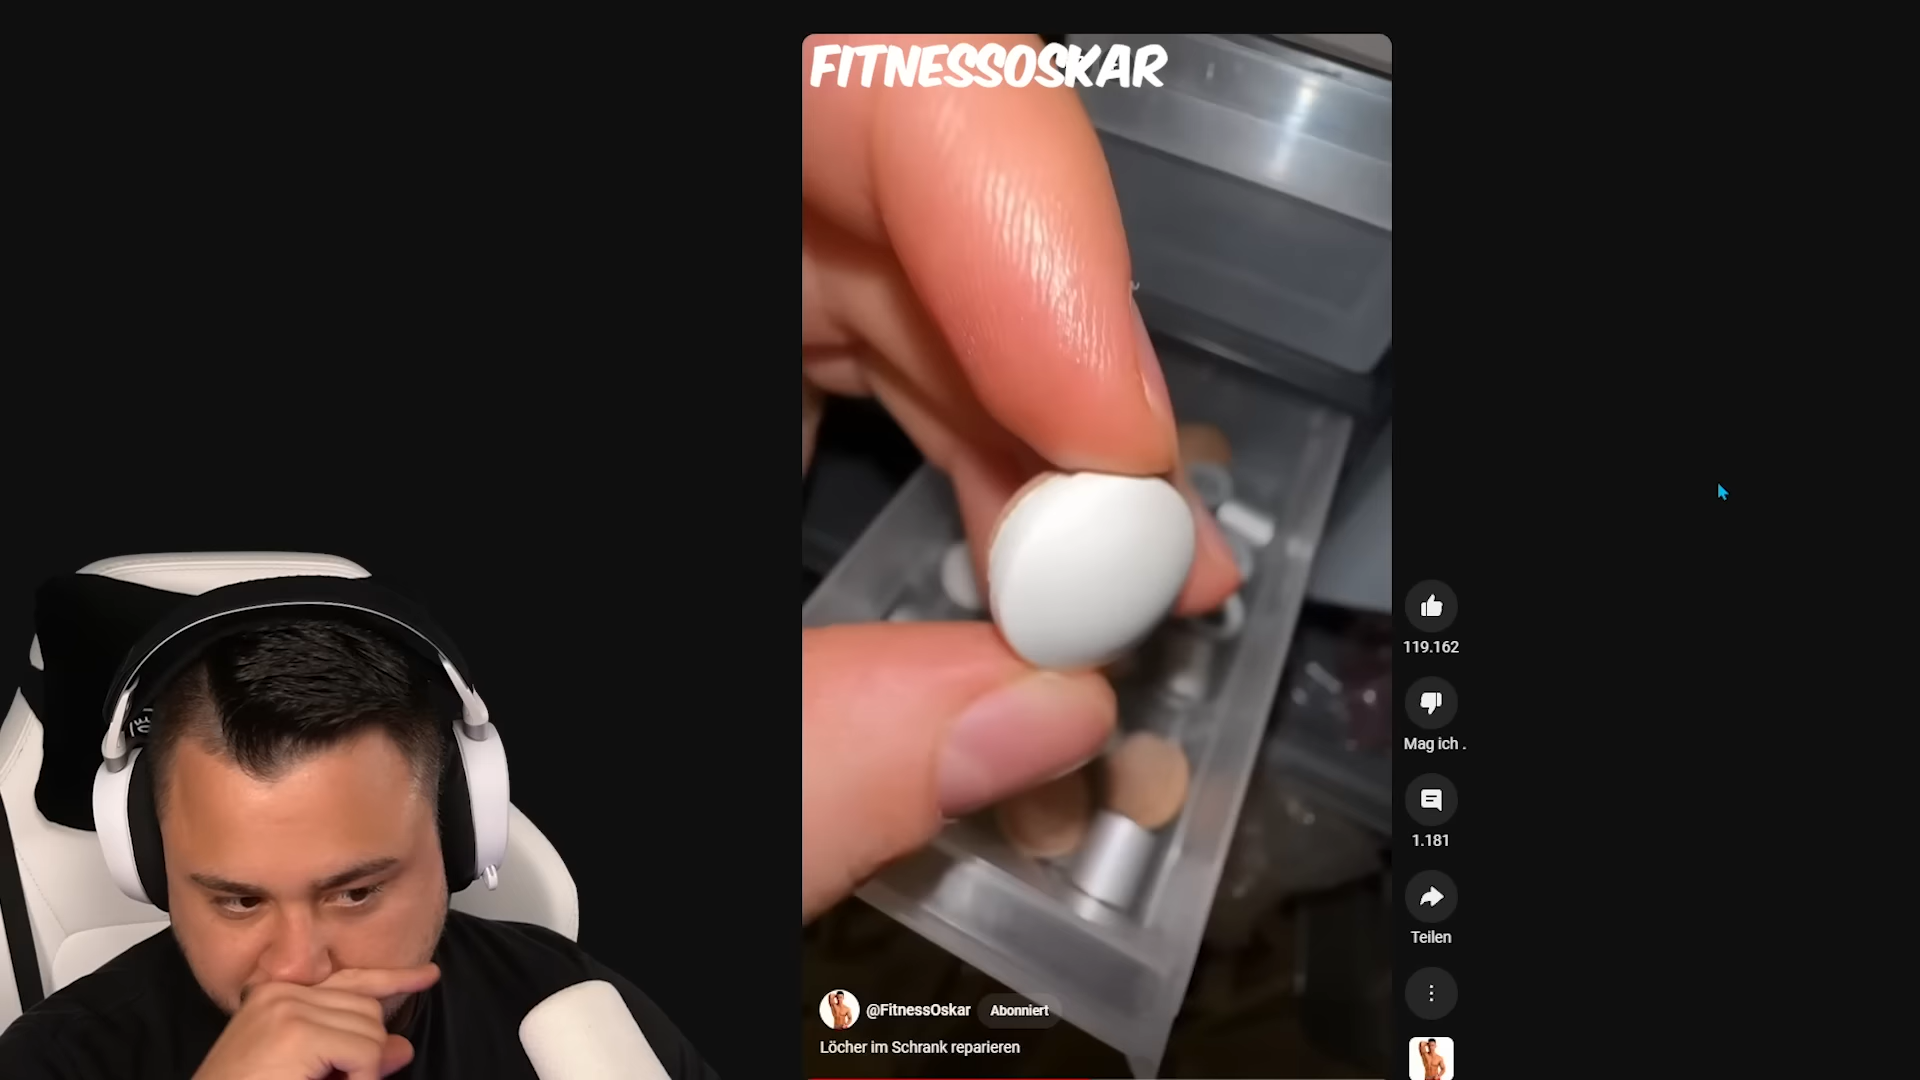 FITNESSOSKAR
119.162
Mag ich .
1.181
Teilen
@FitnessOskar Abonniert
Löcher im Schrank reparieren